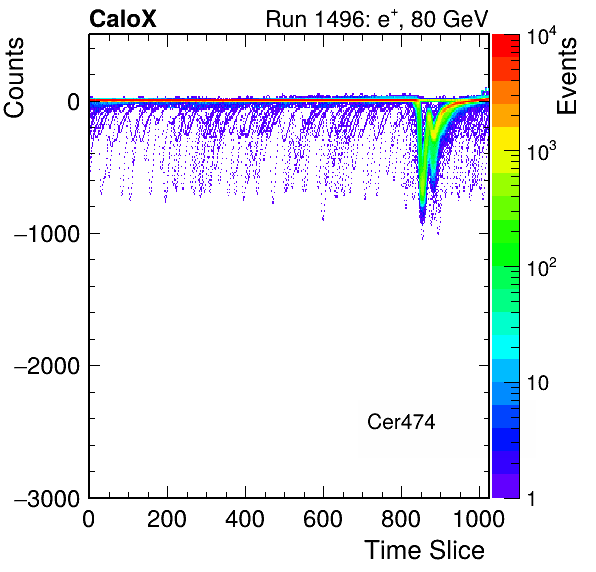 CaloX Run 1496: e⁺, 80 GeV
Counts
Events
0
−1000
−2000
−3000
0 200 400 600 800 1000
Time Slice
Cer474
10⁴
10³
10²
10
1